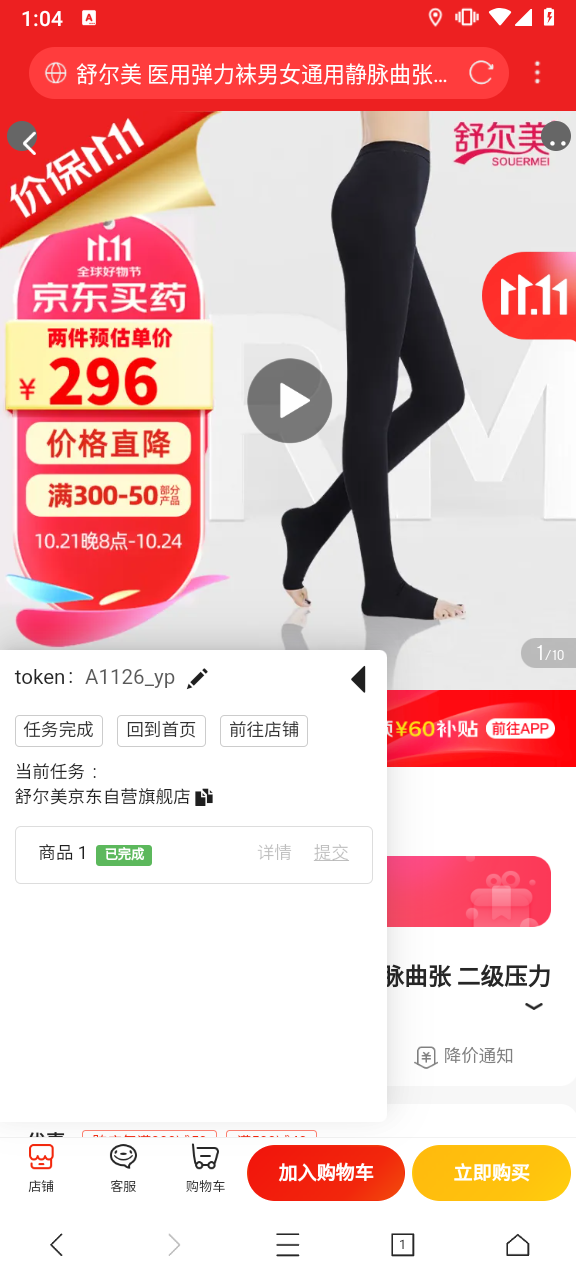 1:04
A
舒尔美 医用弹力袜男女通用静脉曲张...
价保11.11
舒尔美
SOUERMEI
11.11
全球好物节
京东买药
两件预估单价
¥ 296
价格直降
满300-50 部分产品
10.21晚8点-10.24
11.11
1/10
token： A1126_yp
任务完成
回到首页
前往店铺
¥60补贴
前往APP
当前任务：
舒尔美京东自营旗舰店
商品 1
已完成
详情
提交
脉曲张 二级压力
降价通知
店铺
客服
购物车
加入购物车
立即购买
1